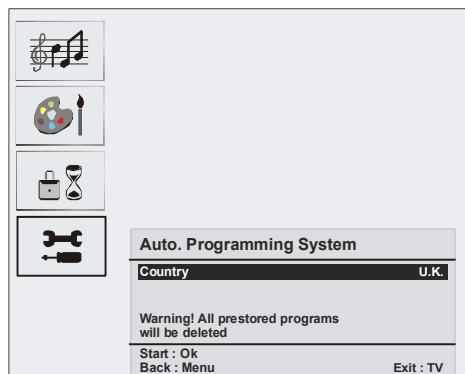 Auto. Programming System
Country U.K.
Warning! All prestored programs
will be deleted
Start : Ok
Back : Menu Exit : TV